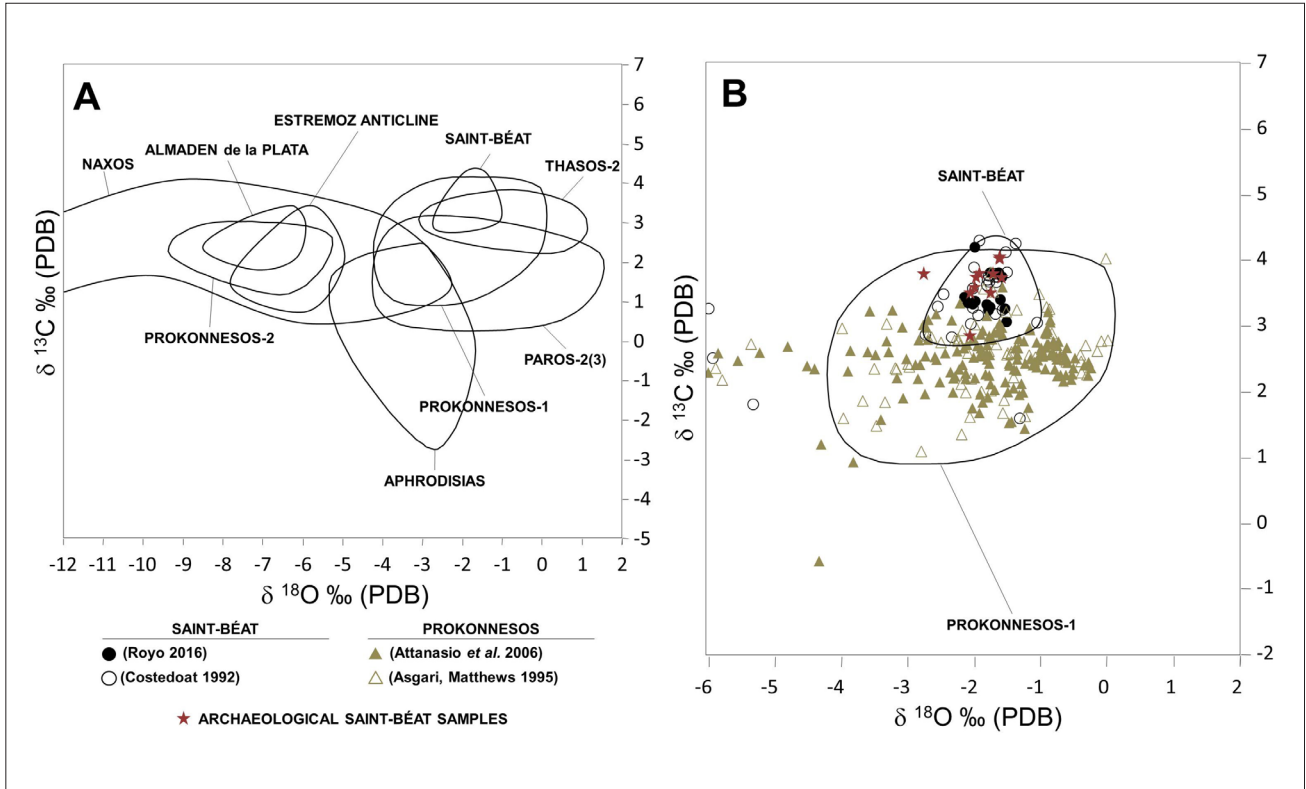 A
ESTREMOZ ANTICLINE
ALMADEN de la PLATA
NAXOS
SAINT-BÉAT
THASOS-2
PROKONNESOS-2
PAROS-2(3)
PROKONNESOS-1
APHRODISIAS
7
6
5
4
3
2
1
0
-1
-2
-3
-4
-5
δ 13C ‰ (PDB)
-12 -11 -10 -9 -8 -7 -6 -5 -4 -3 -2 -1 0 1 2
δ 18O ‰ (PDB)
SAINT-BÉAT
(Royo 2016)
(Costedoat 1992)
PROKONNESOS
(Attanasio et al. 2006)
(Asgari, Matthews 1995)
ARCHAEOLOGICAL SAINT-BÉAT SAMPLES
B
SAINT-BÉAT
PROKONNESOS-1
7
6
5
4
3
2
1
0
-1
-2
δ 13C ‰ (PDB)
-6 -5 -4 -3 -2 -1 0 1 2
δ 18O ‰ (PDB)